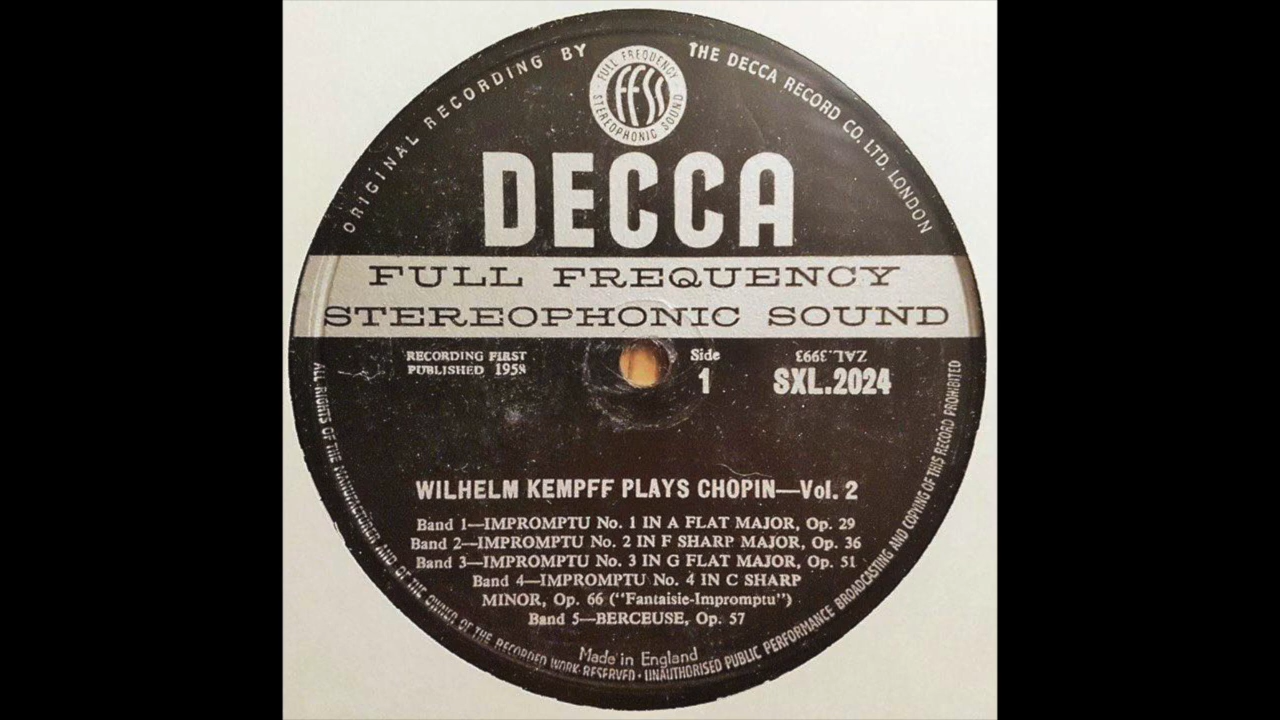 ORIGINAL RECORDING BY THE DECCA RECORD CO. LTD. LONDON
FULL FREQUENCY STEREOPHONIC SOUND
FFSS
DECCA
FULL FREQUENCY
STEREOPHONIC SOUND
RECORDING FIRST
PUBLISHED 1958
Side
1
ZAL.3993
SXL.2024
WILHELM KEMPFF PLAYS CHOPIN—Vol. 2
Band 1—IMPROMPTU No. 1 IN A FLAT MAJOR, Op. 29
Band 2—IMPROMPTU No. 2 IN F SHARP MAJOR, Op. 36
Band 3—IMPROMPTU No. 3 IN G FLAT MAJOR, Op. 51
Band 4—IMPROMPTU No. 4 IN C SHARP
MINOR, Op. 66 ("Fantaisie-Impromptu")
Band 5—BERCEUSE, Op. 57
Made in England
ALL RIGHTS OF THE MANUFACTURER AND OF THE OWNER OF THE RECORDED WORK RESERVED · UNAUTHORISED PUBLIC PERFORMANCE BROADCASTING AND COPYING OF THIS RECORD PROHIBITED